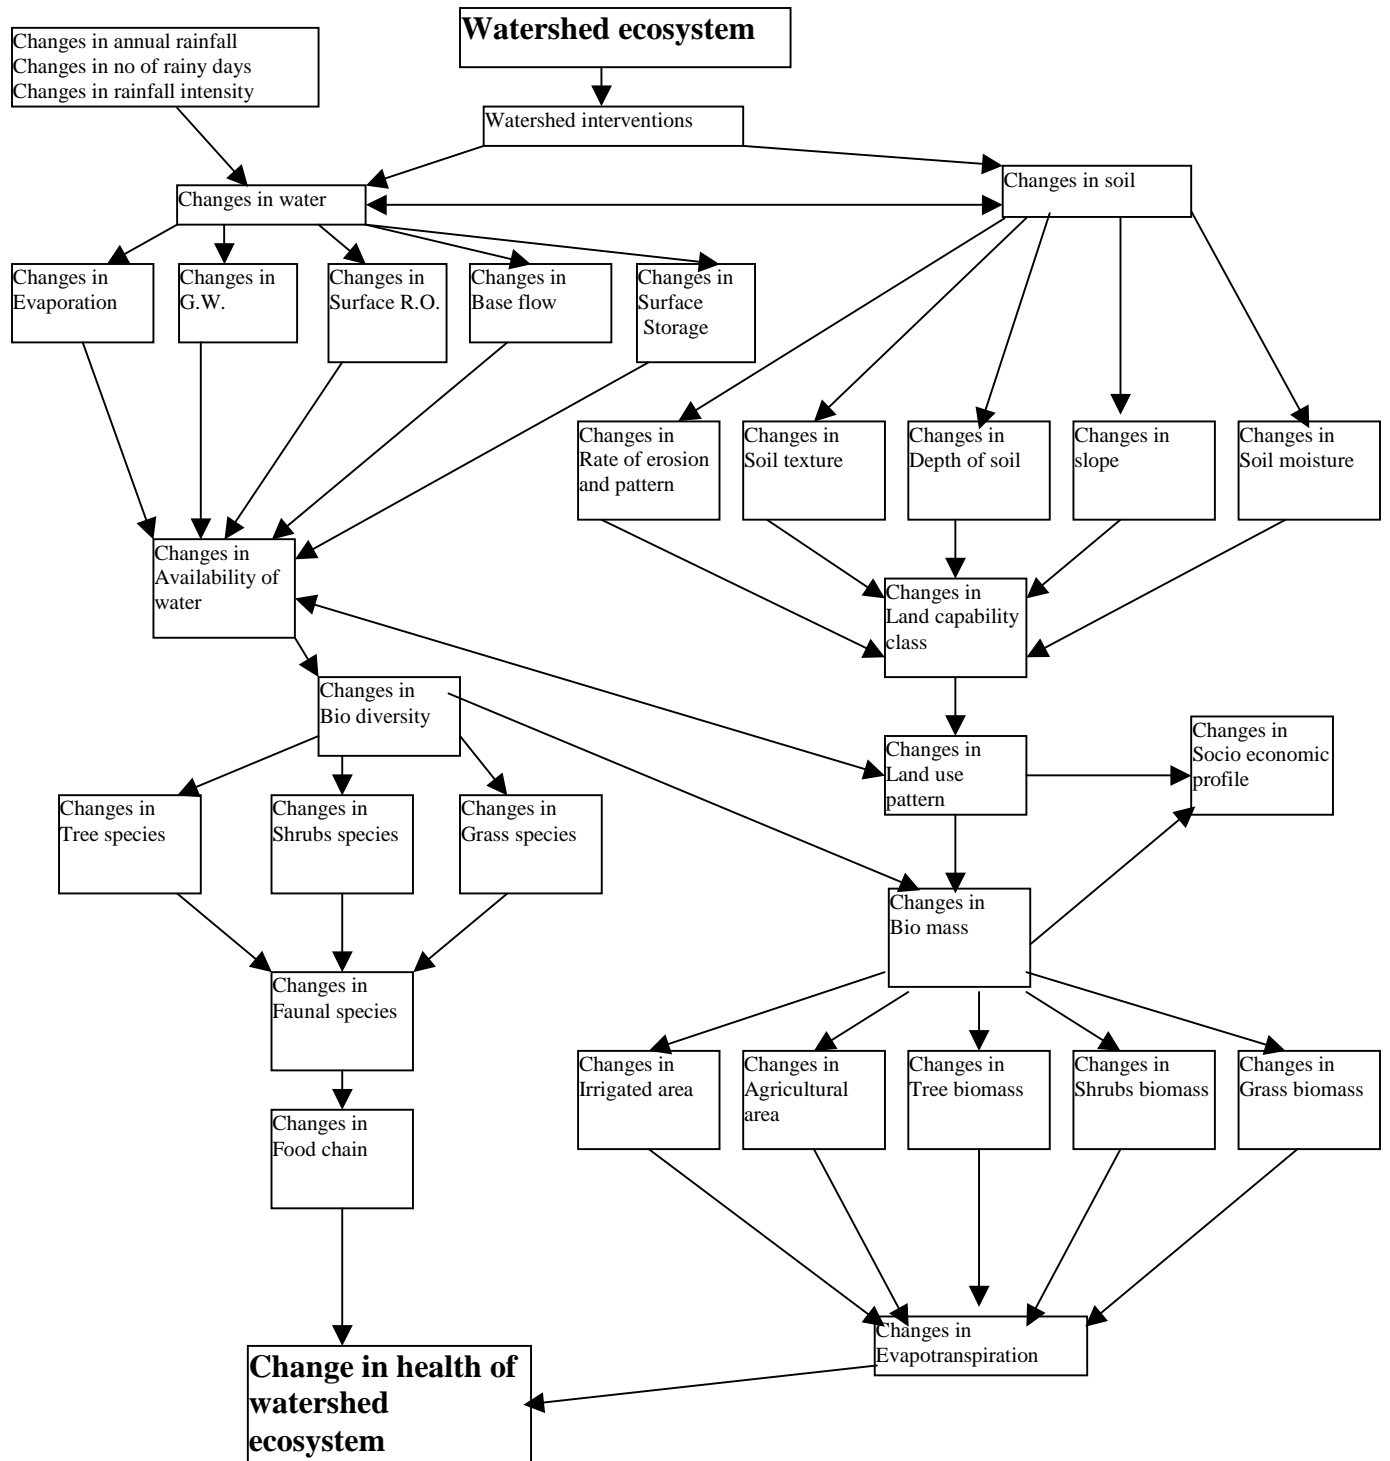 Watershed ecosystem
Changes in annual rainfall
Changes in no of rainy days
Changes in rainfall intensity
Watershed interventions
Changes in water
Changes in soil
Changes in
Evaporation
Changes in
G.W.
Changes in
Surface R.O.
Changes in
Base flow
Changes in
Surface
Storage
Changes in
Rate of erosion
and pattern
Changes in
Soil texture
Changes in
Depth of soil
Changes in
slope
Changes in
Soil moisture
Changes in
Availability of
water
Changes in
Land capability
class
Changes in
Bio diversity
Changes in
Land use
pattern
Changes in
Socio economic
profile
Changes in
Tree species
Changes in
Shrubs species
Changes in
Grass species
Changes in
Bio mass
Changes in
Faunal species
Changes in
Irrigated area
Changes in
Agricultural
area
Changes in
Tree biomass
Changes in
Shrubs biomass
Changes in
Grass biomass
Changes in
Food chain
Changes in
Evapotranspiration
Change in health of
watershed
ecosystem